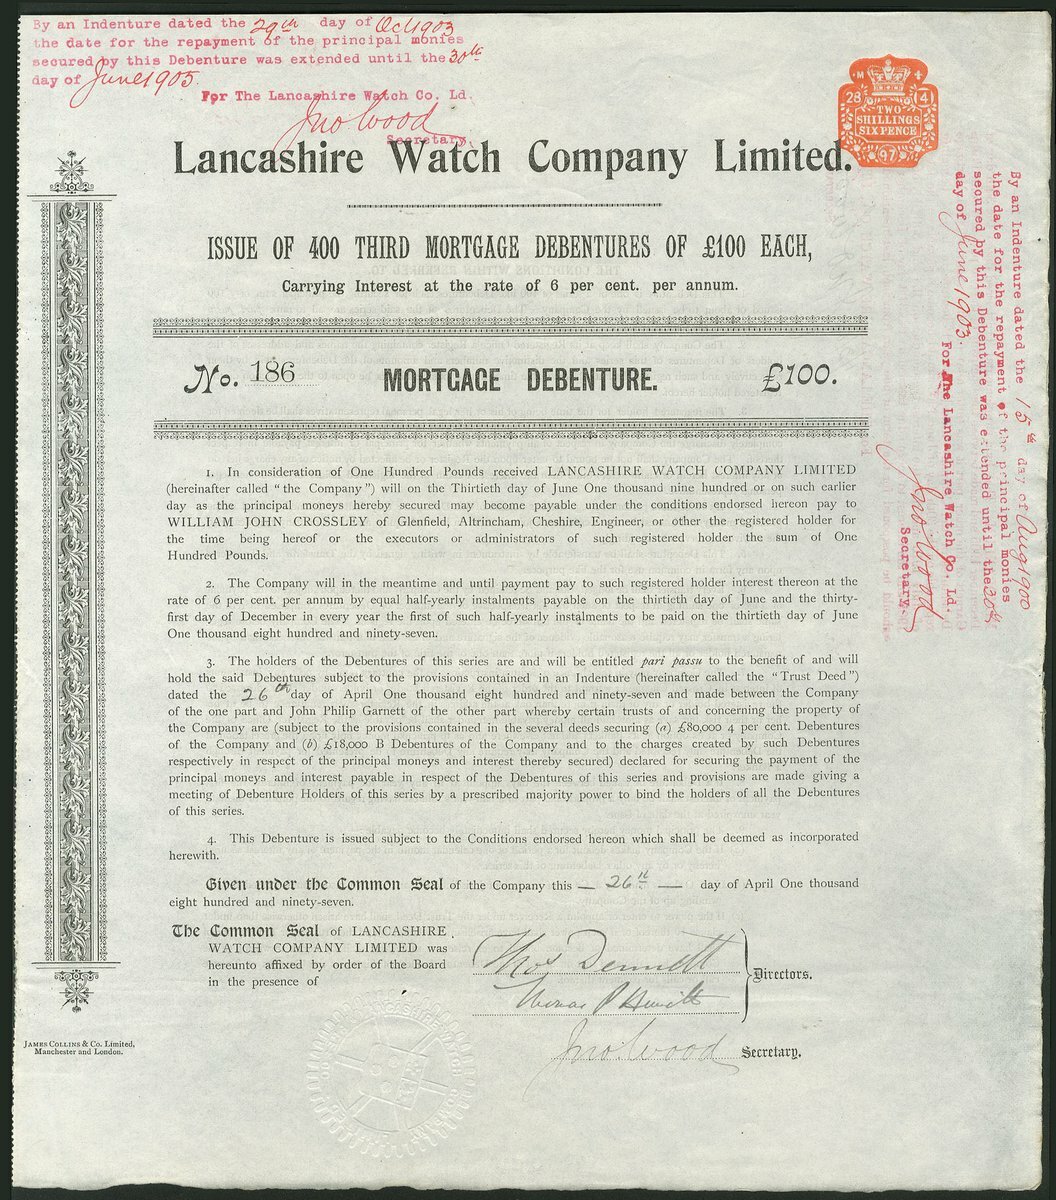 By an Indenture dated the 29th day of Oct 1903
the date for the repayment of the principal monies
secured by this Debenture was extended until the 30th
day of June 1905
For The Lancashire Watch Co. Ld.
Jno Wood
Secretary.
M
28 4
TWO
SHILLINGS
SIXPENCE
97
Lancashire Watch Company Limited.
ISSUE OF 400 THIRD MORTGAGE DEBENTURES OF £100 EACH,
Carrying Interest at the rate of 6 per cent. per annum.
No. 186 MORTGAGE DEBENTURE. £100.
By an Indenture dated the 15th day of Aug 1900
the date for the repayment of the principal monies
secured by this Debenture was extended until the 30th
day of June 1903.
For The Lancashire Watch Co. Ld.
Jno. Wood
Secretary.
1. In consideration of One Hundred Pounds received LANCASHIRE WATCH COMPANY LIMITED
(hereinafter called "the Company") will on the Thirtieth day of June One thousand nine hundred or on such earlier
day as the principal moneys hereby secured may become payable under the conditions endorsed hereon pay to
WILLIAM JOHN CROSSLEY of Glenfield, Altrincham, Cheshire, Engineer, or other the registered holder for
the time being hereof or the executors or administrators of such registered holder the sum of One
Hundred Pounds.
2. The Company will in the meantime and until payment pay to such registered holder interest thereon at the
rate of 6 per cent. per annum by equal half-yearly instalments payable on the thirtieth day of June and the thirty-
first day of December in every year the first of such half-yearly instalments to be paid on the thirtieth day of June
One thousand eight hundred and ninety-seven.
3. The holders of the Debentures of this series are and will be entitled pari passu to the benefit of and will
hold the said Debentures subject to the provisions contained in an Indenture (hereinafter called the "Trust Deed")
dated the 26th day of April One thousand eight hundred and ninety-seven and made between the Company
of the one part and John Philip Garnett of the other part whereby certain trusts of and concerning the property of
the Company are (subject to the provisions contained in the several deeds securing (a) £80,000 4 per cent. Debentures
of the Company and (b) £18,000 B Debentures of the Company and to the charges created by such Debentures
respectively in respect of the principal moneys and interest thereby secured) declared for securing the payment of the
principal moneys and interest payable in respect of the Debentures of this series and provisions are made giving a
meeting of Debenture Holders of this series by a prescribed majority power to bind the holders of all the Debentures
of this series.
4. This Debenture is issued subject to the Conditions endorsed hereon which shall be deemed as incorporated
herewith.
Given under the Common Seal of the Company this — 26th — day of April One thousand
eight hundred and ninety-seven.
The Common Seal of LANCASHIRE
WATCH COMPANY LIMITED was
hereunto affixed by order of the Board
in the presence of
Thos Dennett
Thomas P Hewitt
Directors.
Jno. Wood Secretary.
JAMES COLLINS & Co. Limited,
Manchester and London.